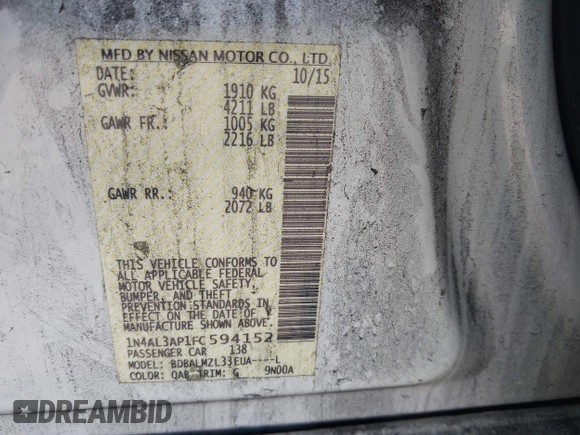 MFD BY NISSAN MOTOR CO., LTD.
DATE: 10/15
GVWR: 1910 KG
4211 LB
GAWR FR: 1005 KG
2216 LB
GAWR RR: 940 KG
2072 LB
THIS VEHICLE CONFORMS TO
ALL APPLICABLE FEDERAL
MOTOR VEHICLE SAFETY,
BUMPER, AND THEFT
PREVENTION STANDARDS IN
EFFECT ON THE DATE OF
SHOWN ABOVE.
1N4AL3AP1FC594152
PASSENGER CAR 138
MODEL: BDBALMZL33EUA----L
COLOR: QAB TRIM: G 9N00A
DREAMBID